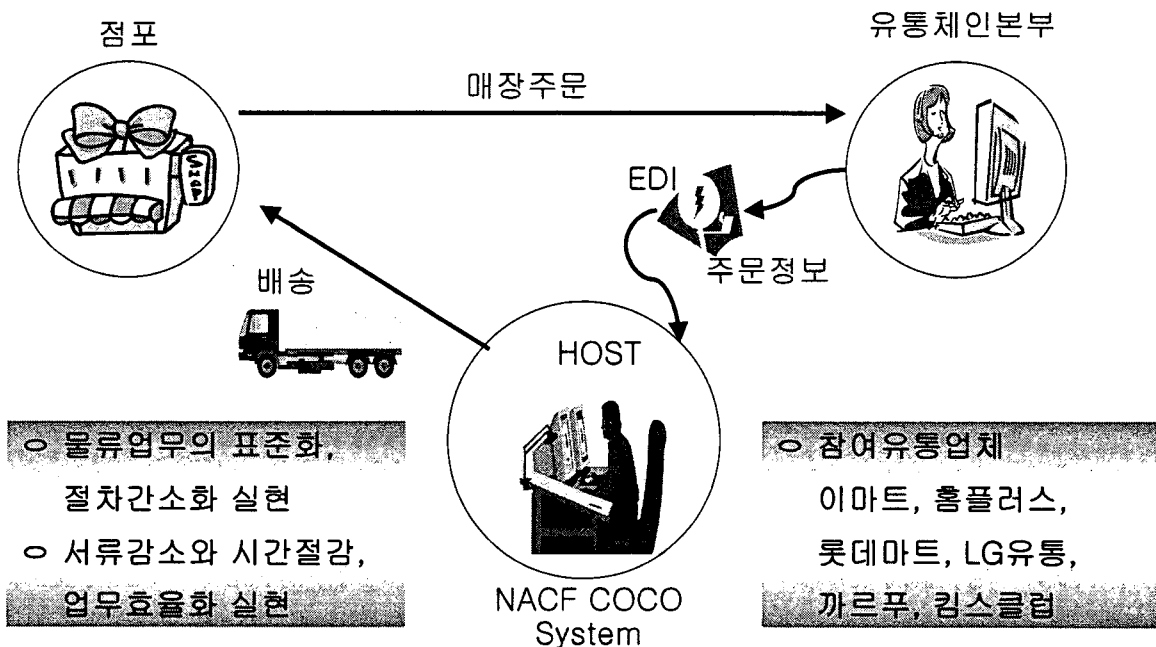 점포
유통체인본부
매장주문
EDI
주문정보
배송
HOST
ㅇ 물류업무의 표준화,
절차간소화 실현
ㅇ 서류감소와 시간절감,
업무효율화 실현
NACF COCO
System
ㅇ 참여유통업체
이마트, 홈플러스,
롯데마트, LG유통,
까르푸, 킴스클럽